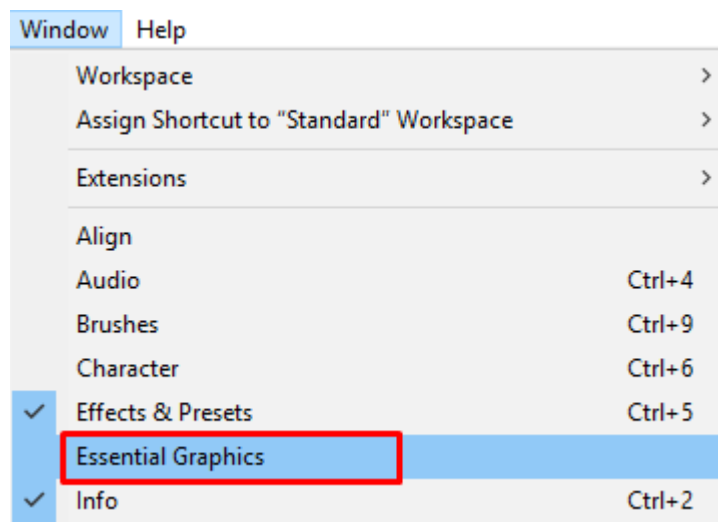 Window Help
Workspace
Assign Shortcut to “Standard” Workspace
Extensions
Align
Audio Ctrl+4
Brushes Ctrl+9
Character Ctrl+6
Effects & Presets Ctrl+5
Essential Graphics
Info Ctrl+2